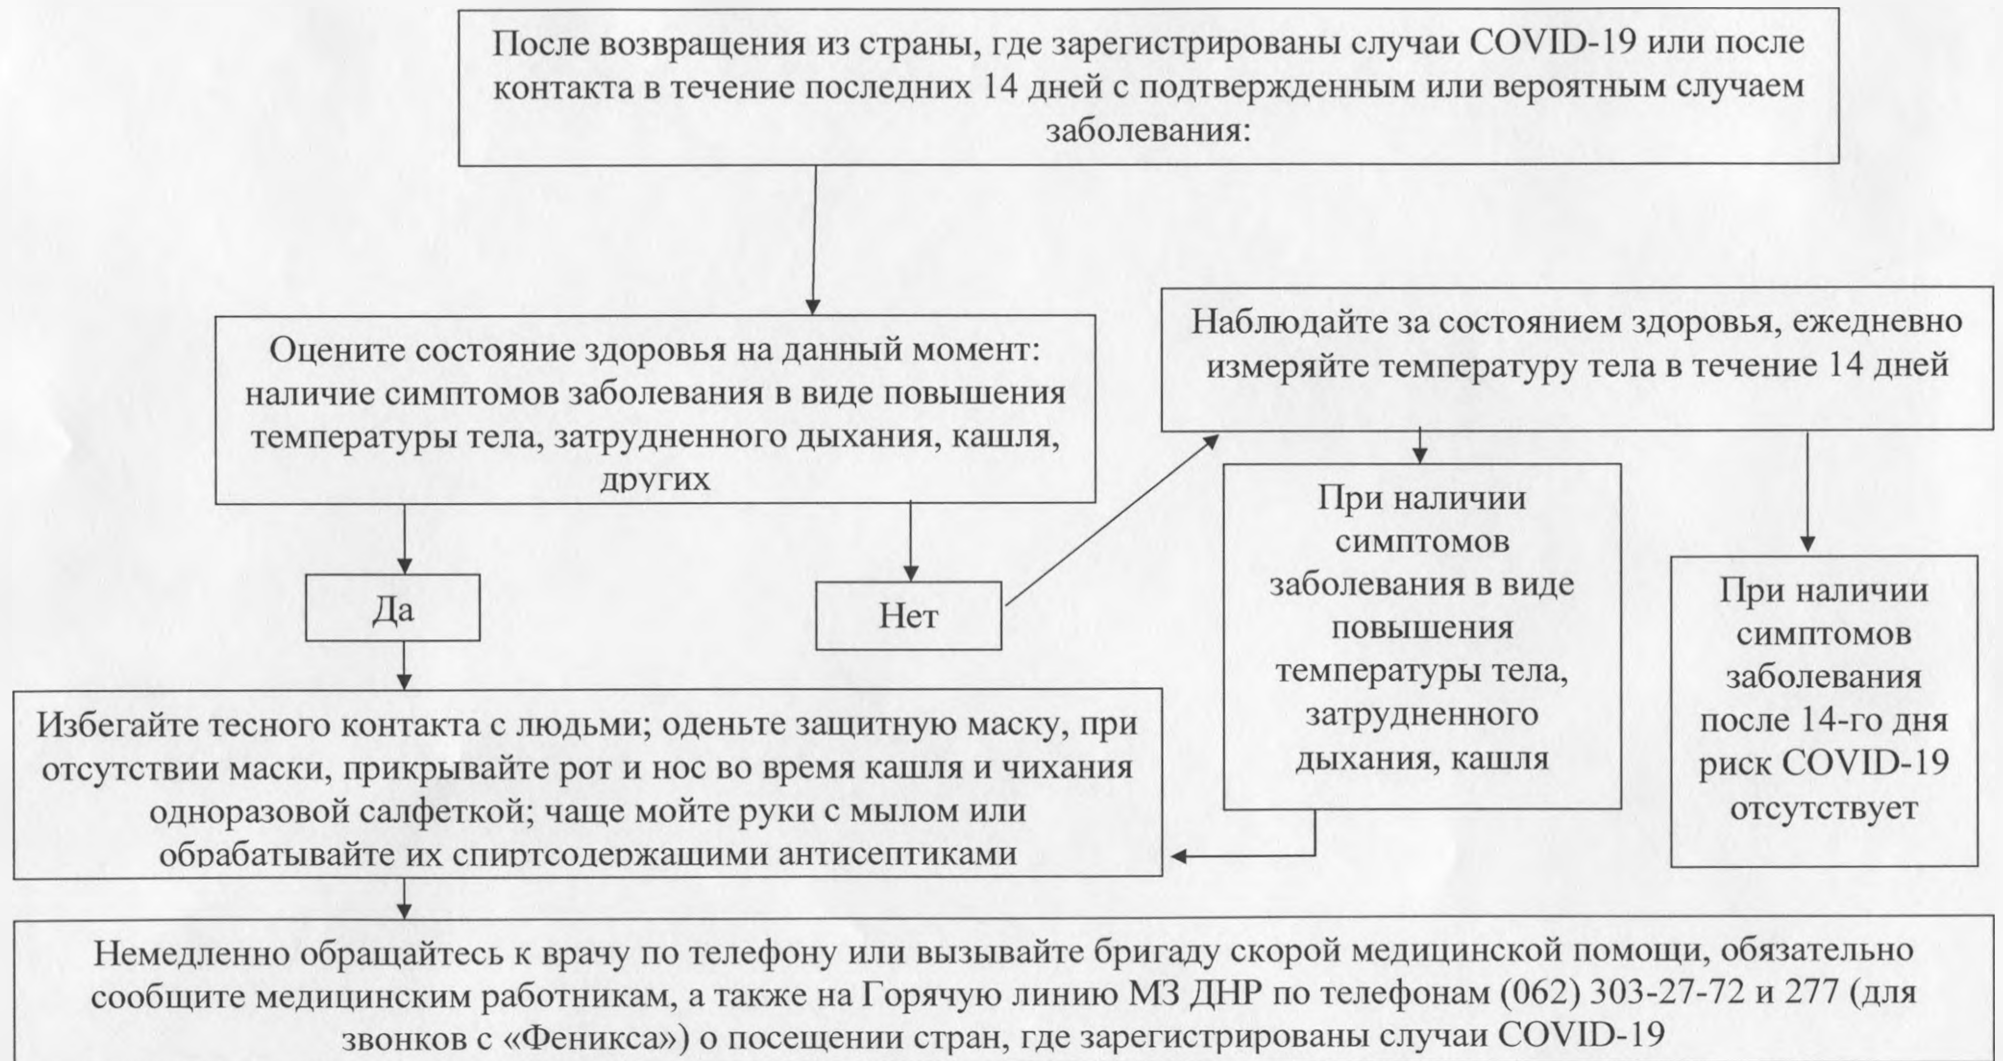 После возвращения из страны, где зарегистрированы случаи COVID-19 или после
контакта в течение последних 14 дней с подтвержденным или вероятным случаем
заболевания:
Оцените состояние здоровья на данный момент:
наличие симптомов заболевания в виде повышения
температуры тела, затрудненного дыхания, кашля,
других
Наблюдайте за состоянием здоровья, ежедневно
измеряйте температуру тела в течение 14 дней
Да
Нет
При наличии
симптомов
заболевания в виде
повышения
температуры тела,
затрудненного
дыхания, кашля
При наличии
симптомов
заболевания
после 14-го дня
риск COVID-19
отсутствует
Избегайте тесного контакта с людьми; оденьте защитную маску, при
отсутствии маски, прикрывайте рот и нос во время кашля и чихания
одноразовой салфеткой; чаще мойте руки с мылом или
обрабатывайте их спиртсодержащими антисептиками
Немедленно обращайтесь к врачу по телефону или вызывайте бригаду скорой медицинской помощи, обязательно
сообщите медицинским работникам, а также на Горячую линию МЗ ДНР по телефонам (062) 303-27-72 и 277 (для
звонков с «Феникса») о посещении стран, где зарегистрированы случаи COVID-19